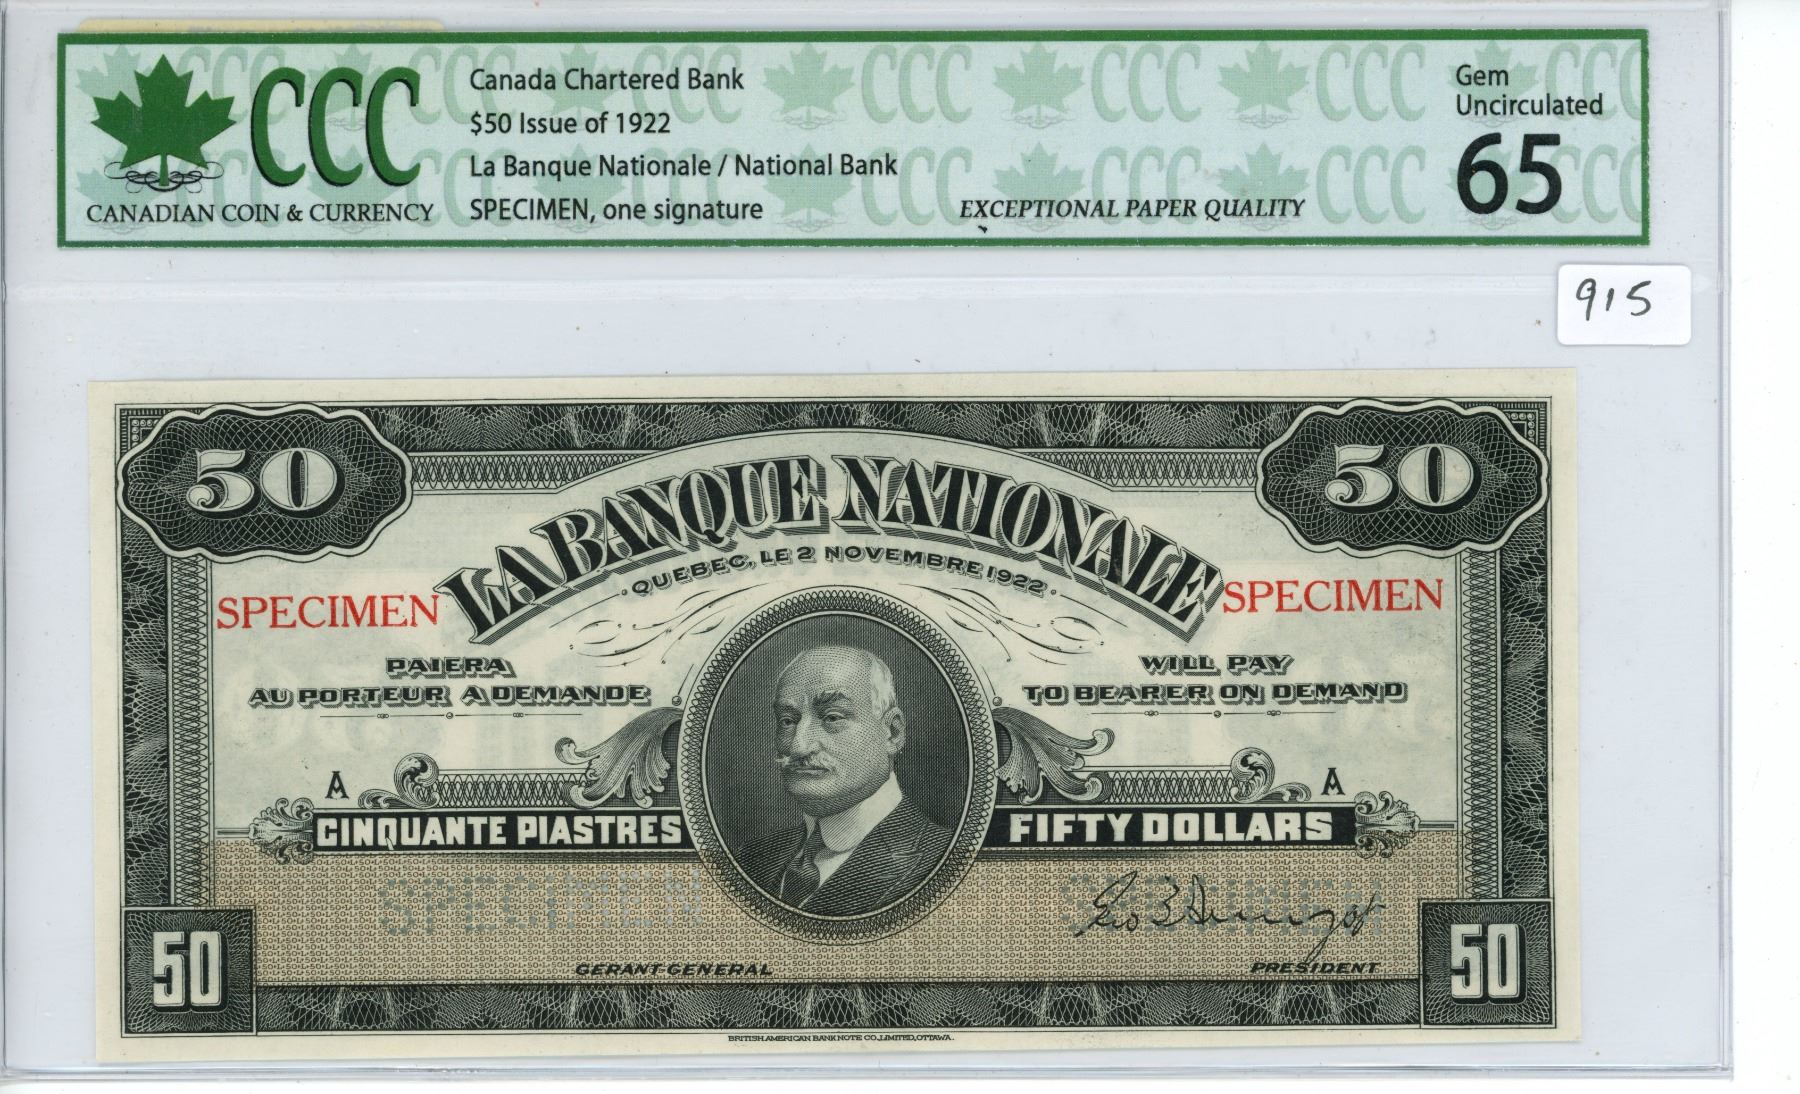 CCC
CANADIAN COIN & CURRENCY
Canada Chartered Bank
$50 Issue of 1922
La Banque Nationale / National Bank
SPECIMEN, one signature
EXCEPTIONAL PAPER QUALITY
Gem
Uncirculated
65
915
50 50
LA BANQUE NATIONALE
QUEBEC, LE 2 NOVEMBRE 1922.
SPECIMEN SPECIMEN
PAIERA
AU PORTEUR A DEMANDE
WILL PAY
TO BEARER ON DEMAND
A A
CINQUANTE PIASTRES FIFTY DOLLARS
SPECIMEN SPECIMEN
GERANT-GENERAL PRESIDENT
50 50
BRITISH AMERICAN BANK NOTE CO., LIMITED, OTTAWA.